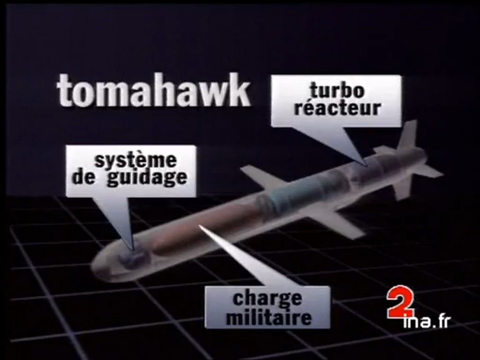 tomahawk
turbo
réacteur
système
de guidage
charge
militaire
2
ina.fr